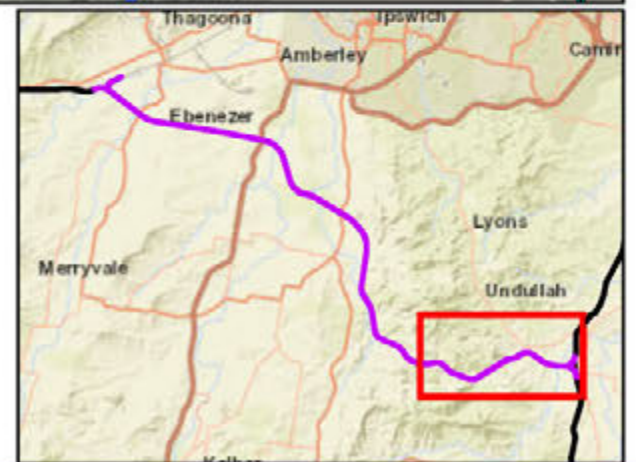 Thagoona
Ipswich
Amberley
Ebenezer
Lyons
Merryvale
Undullah